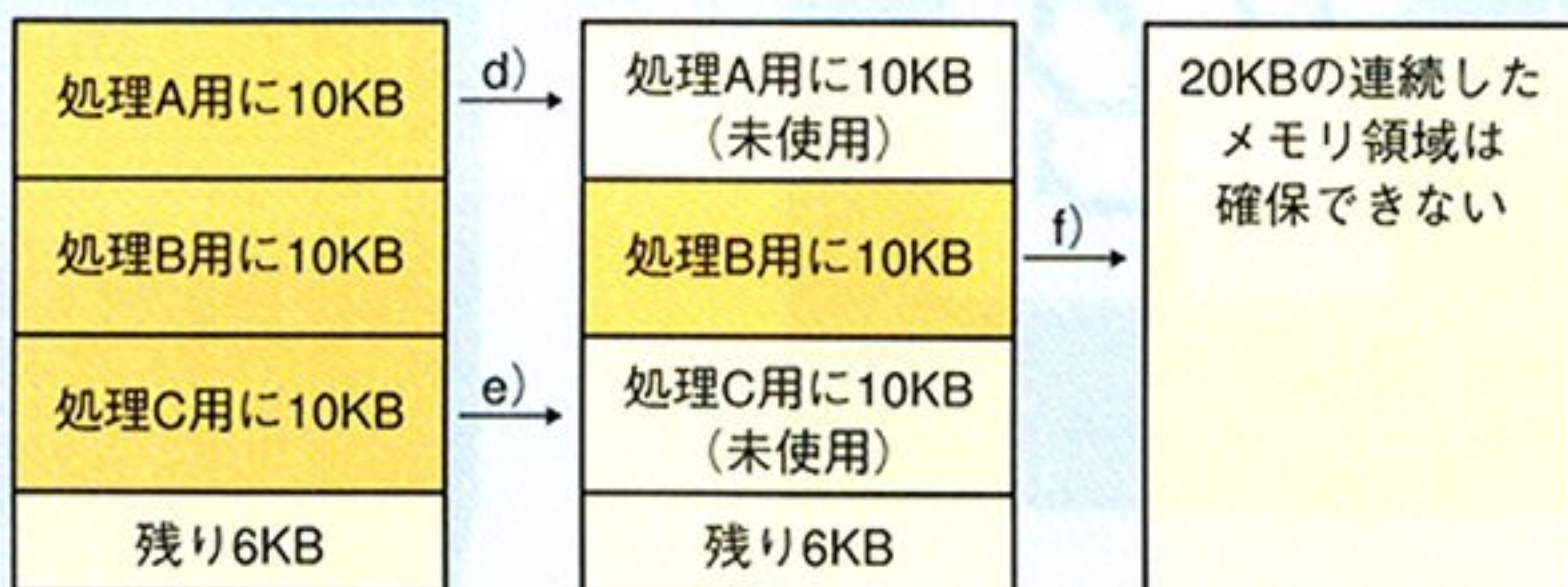 処理A用に10KB
処理B用に10KB
処理C用に10KB
残り6KB
d)
e)
処理A用に10KB
（未使用）
処理B用に10KB
処理C用に10KB
（未使用）
残り6KB
f)
20KBの連続した
メモリ領域は
確保できない